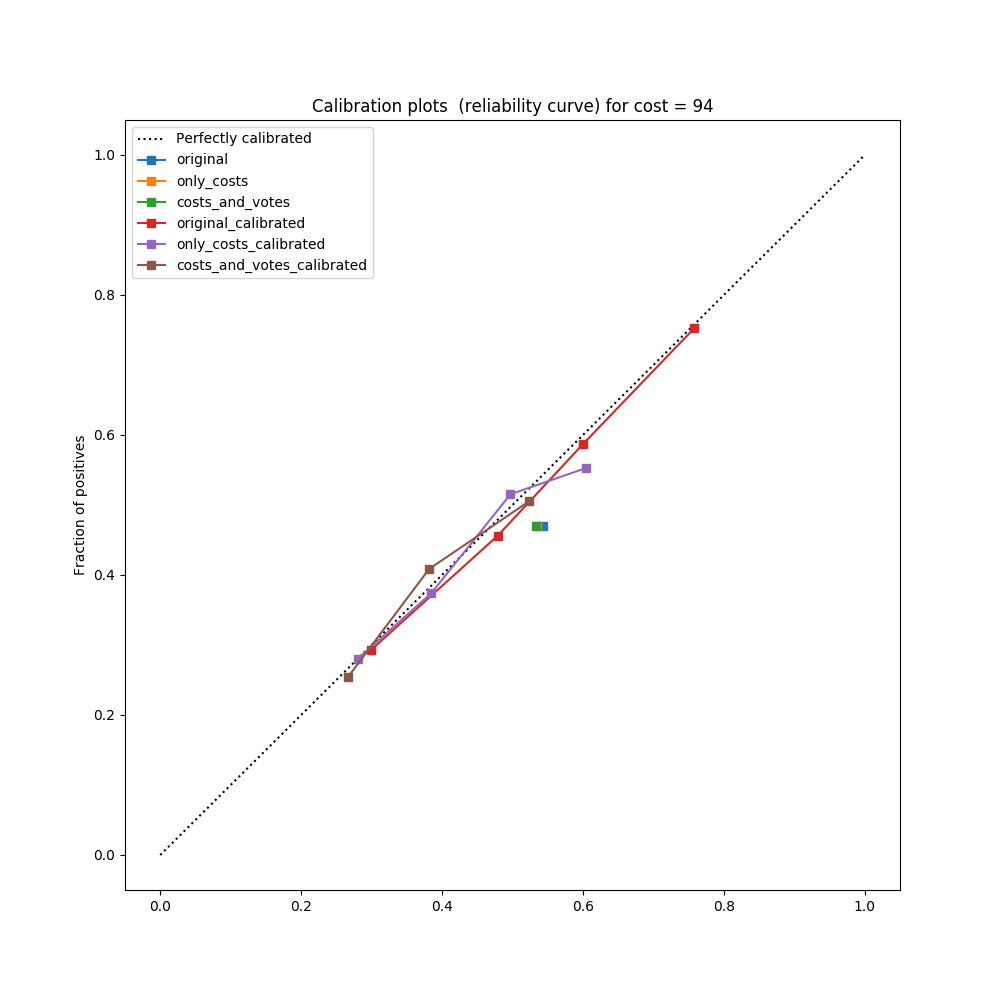 Calibration plots  (reliability curve) for cost = 94
Perfectly calibrated
original
only_costs
costs_and_votes
original_calibrated
only_costs_calibrated
costs_and_votes_calibrated
Fraction of positives
1.0
0.8
0.6
0.4
0.2
0.0
0.0 0.2 0.4 0.6 0.8 1.0